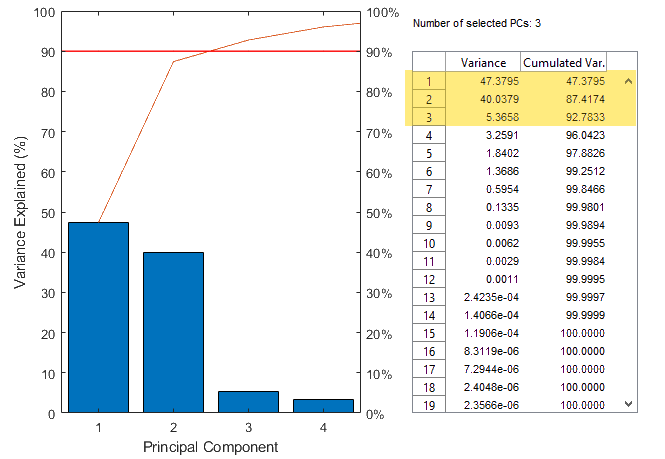 Number of selected PCs: 3
100
90
80
70
60
50
40
30
20
10
0
100%
90%
80%
70%
60%
50%
40%
30%
20%
10%
0%
Variance Explained (%)
1 2 3 4
Principal Component
Variance Cumulated Var.
1 47.3795 47.3795
2 40.0379 87.4174
3 5.3658 92.7833
4 3.2591 96.0423
5 1.8402 97.8826
6 1.3686 99.2512
7 0.5954 99.8466
8 0.1335 99.9801
9 0.0093 99.9894
10 0.0062 99.9955
11 0.0029 99.9984
12 0.0011 99.9995
13 2.4235e-04 99.9997
14 1.4066e-04 99.9999
15 1.1906e-04 100.0000
16 8.3119e-06 100.0000
17 7.2944e-06 100.0000
18 2.4048e-06 100.0000
19 2.3566e-06 100.0000